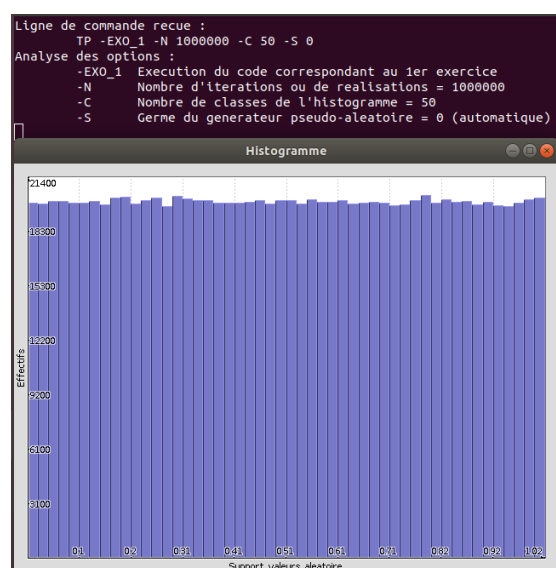 Ligne de commande recue :
TP -EXO_1 -N 1000000 -C 50 -S 0
Analyse des options :
-EXO_1 Execution du code correspondant au 1er exercice
-N Nombre d'iterations ou de realisations = 1000000
-C Nombre de classes de l'histogramme = 50
-S Germe du generateur pseudo-aleatoire = 0 (automatique)
Histogramme
21400
18300
15300
12200
9200
6100
3100
Effectifs
0.1 0.2 0.31 0.41 0.51 0.61 0.71 0.82 0.92 1.02
Support valeurs aleatoire